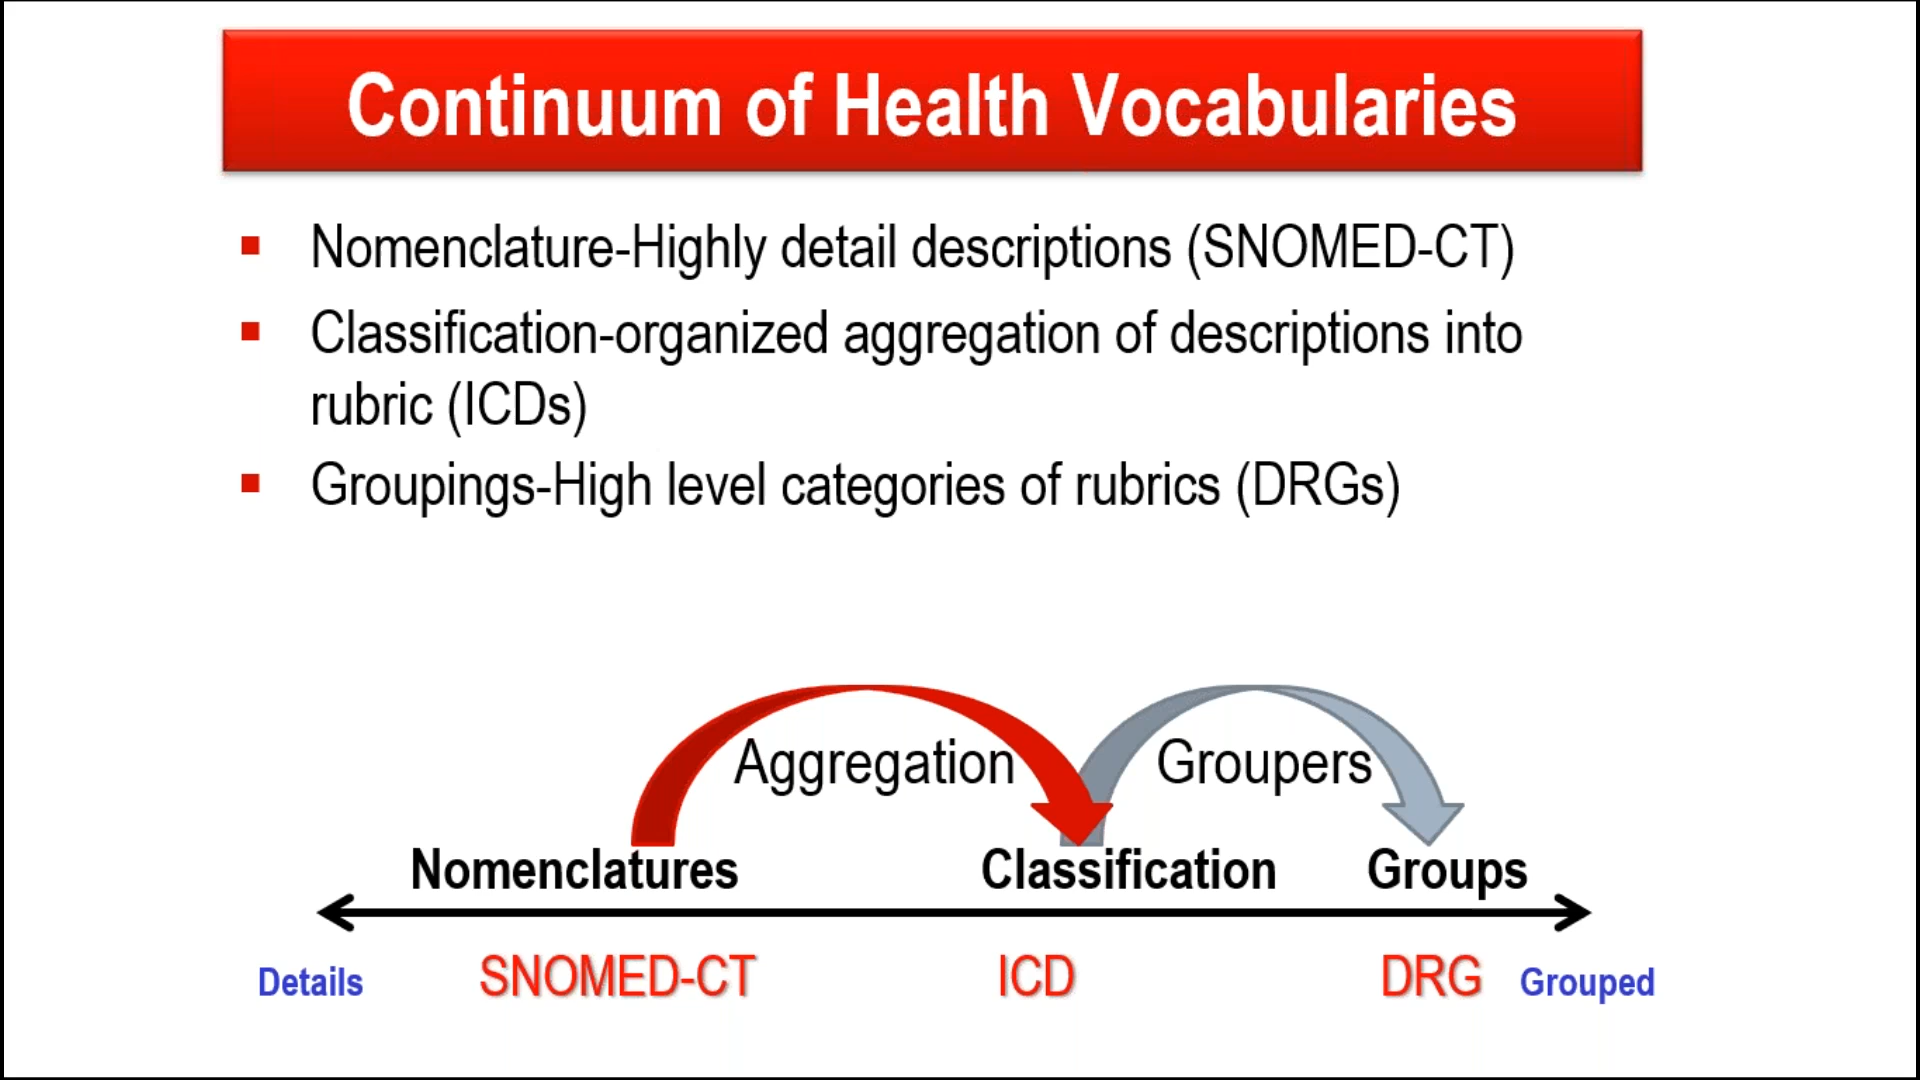 Continuum of Health Vocabularies
Nomenclature-Highly detail descriptions (SNOMED-CT)
Classification-organized aggregation of descriptions into
rubric (ICDs)
Groupings-High level categories of rubrics (DRGs)
Aggregation
Groupers
Nomenclatures
Classification
Groups
Details
SNOMED-CT
ICD
DRG
Grouped